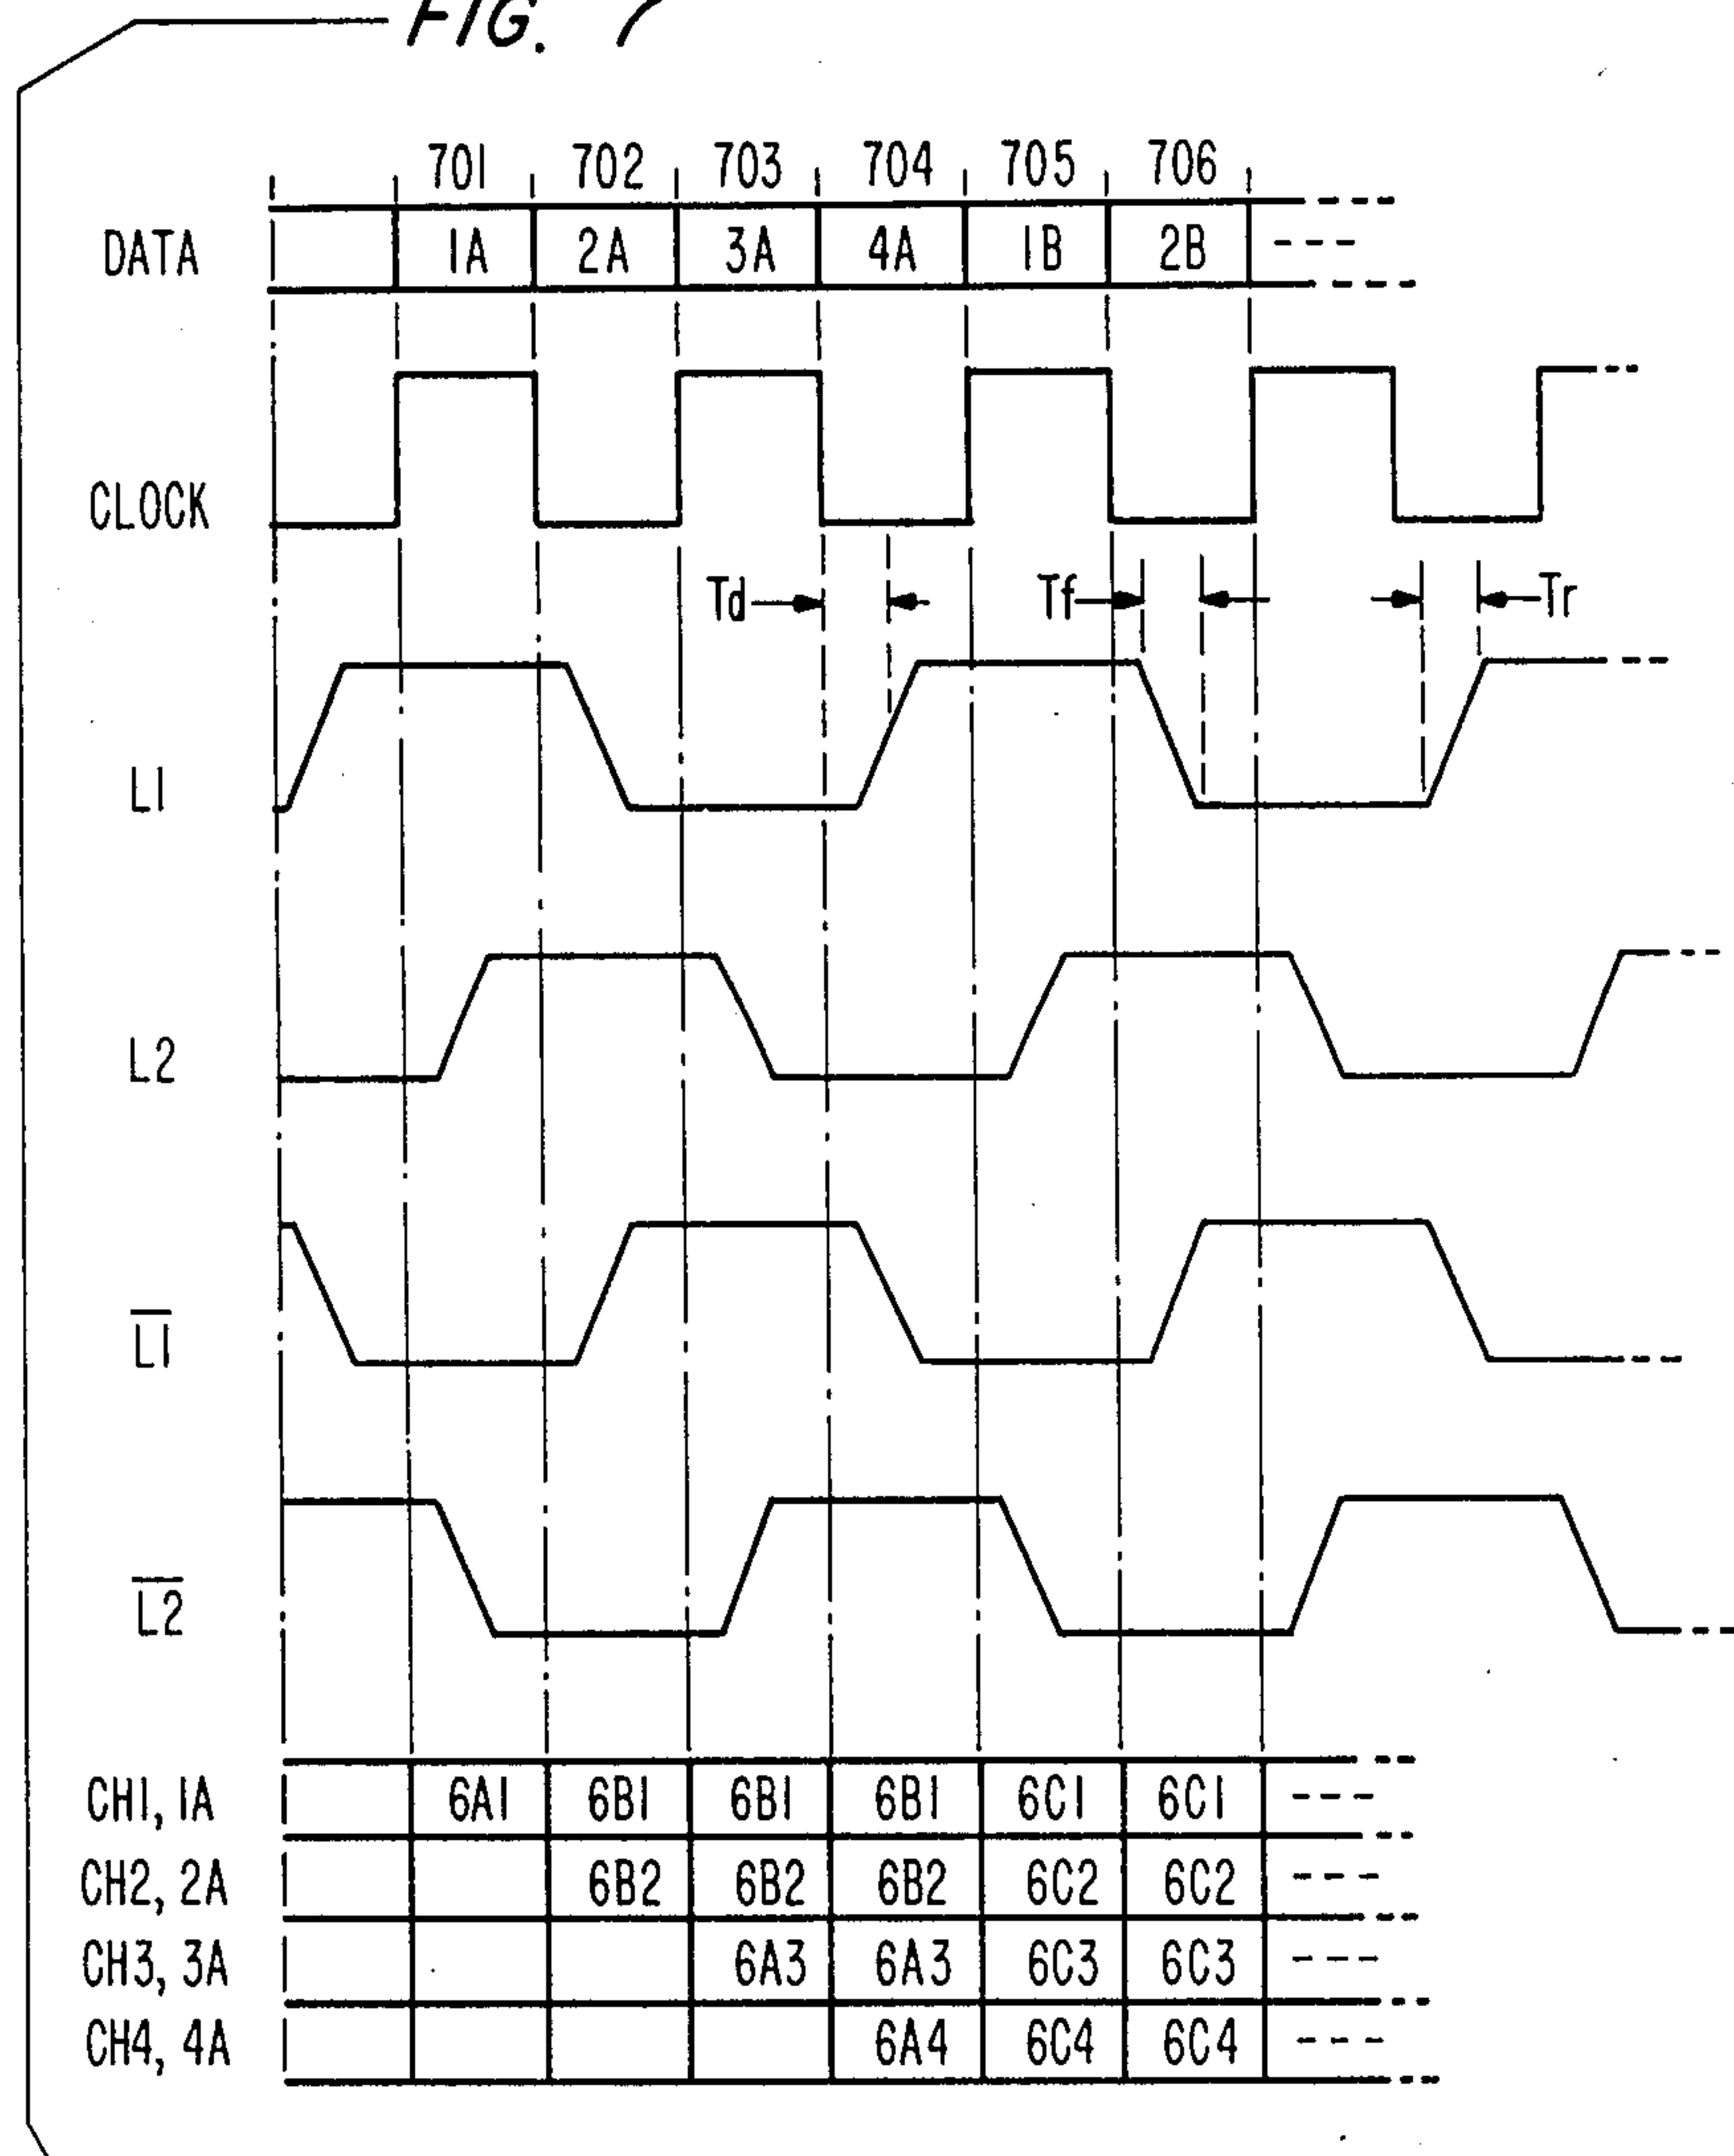 FIG. 7
701 702 703 704 705 706
DATA 1A 2A 3A 4A 1B 2B
CLOCK
Td Tf Tr
L1
L2
L1
L2
CH1, 1A 6A1 6B1 6B1 6B1 6C1 6C1
CH2, 2A 6B2 6B2 6B2 6C2 6C2
CH3, 3A 6A3 6A3 6C3 6C3
CH4, 4A 6A4 6C4 6C4